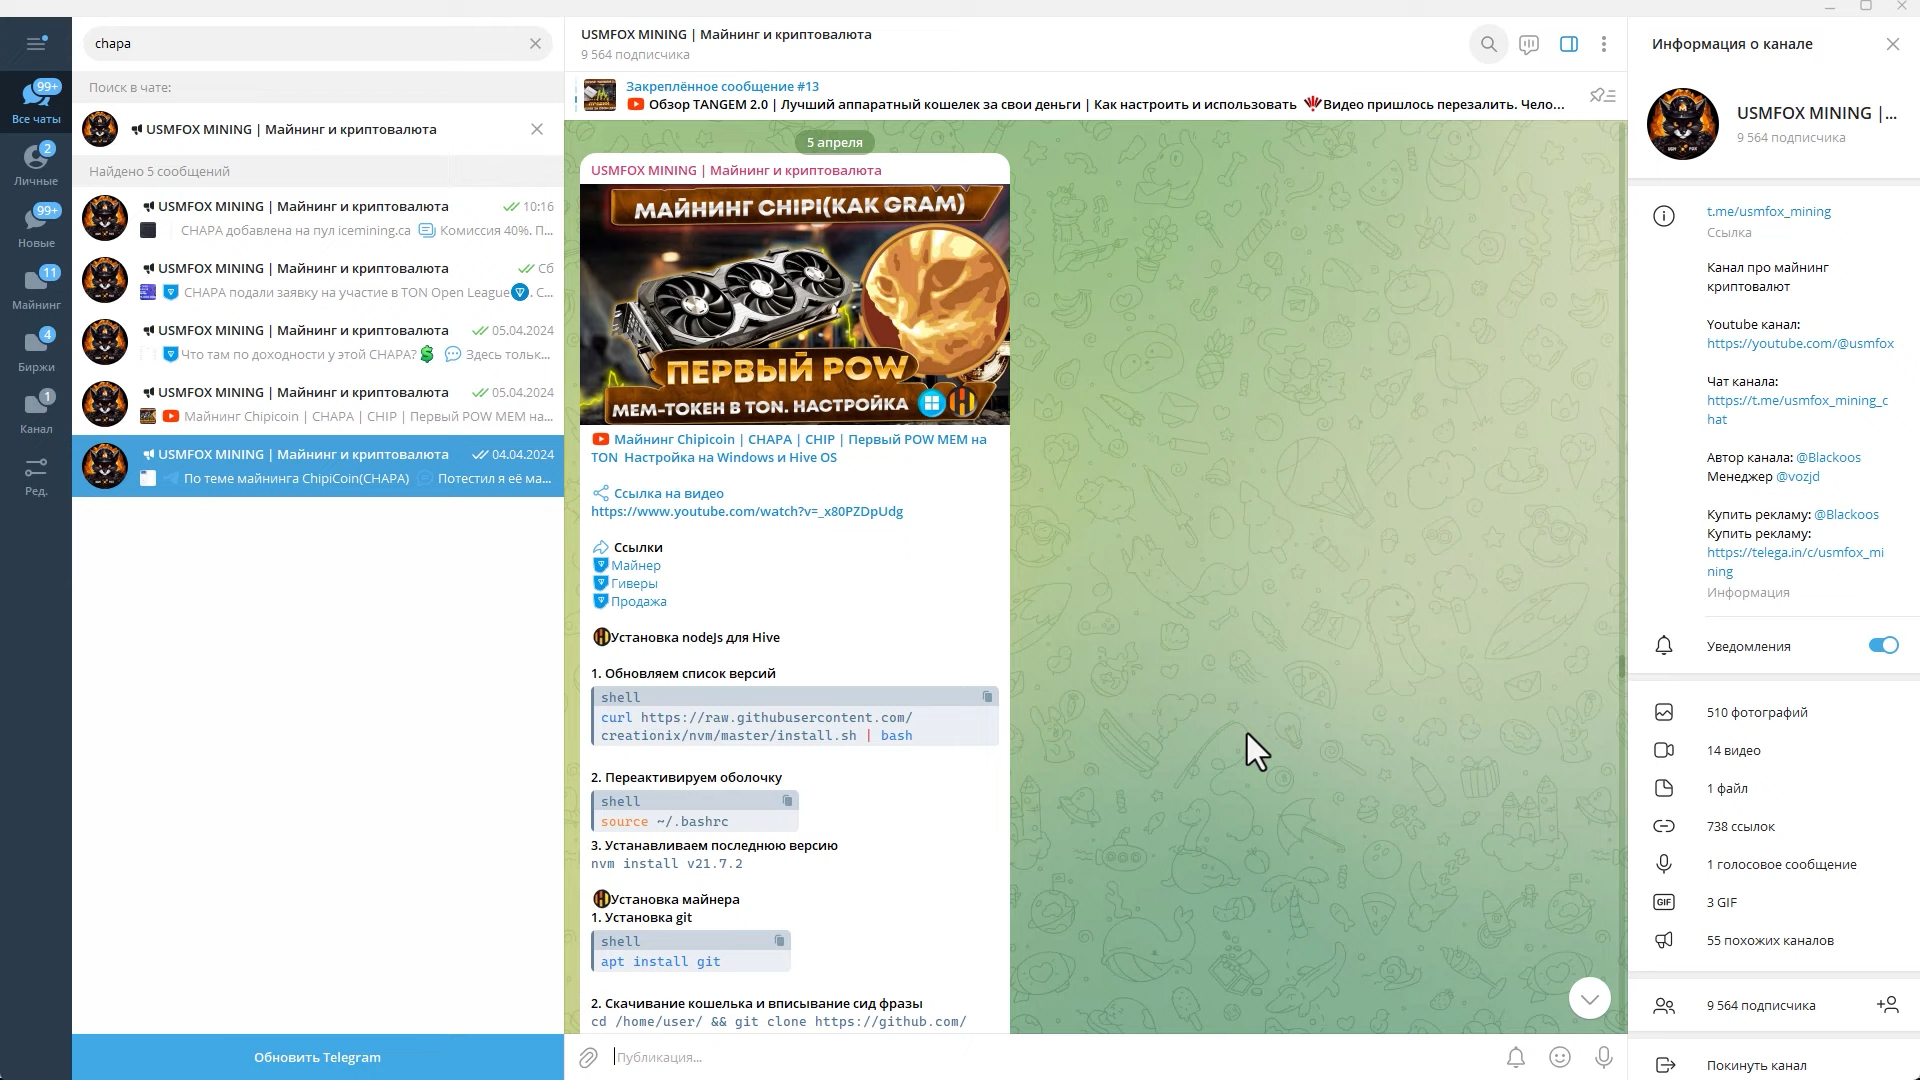 chapa
Поиск в чате:
USMFOX MINING | Майнинг и криптовалюта
Найдено 5 сообщений
USMFOX MINING | Майнинг и криптовалюта 10:16
CHAPA добавлена на пул icemining.ca Комиссия 40%. П...
USMFOX MINING | Майнинг и криптовалюта Сб
CHAPA подали заявку на участие в TON Open League . С...
USMFOX MINING | Майнинг и криптовалюта 05.04.2024
Что там по доходности у этой CHAPA? Здесь тольк...
USMFOX MINING | Майнинг и криптовалюта 05.04.2024
Майнинг Chipicoin | CHAPA | CHIP | Первый POW MEM на...
USMFOX MINING | Майнинг и криптовалюта 04.04.2024
По теме майнинга ChipiCoin(CHAPA) Потестил я её ма...
Обновить Telegram
99+
Все чаты
2
Личные
99+
Новые
11
Майнинг
4
Биржи
1
Канал
Ред.
USMFOX MINING | Майнинг и криптовалюта
9 564 подписчика
Закреплённое сообщение #13
Обзор TANGEM 2.0 | Лучший аппаратный кошелек за свои деньги | Как настроить и использовать Видео пришлось перезалить. Чело...
5 апреля
USMFOX MINING | Майнинг и криптовалюта
МАЙНИНГ CHIPI(КАК GRAM)
ПЕРВЫЙ POW
МЕМ-ТОКЕН В TON. НАСТРОЙКА
Майнинг Chipicoin | CHAPA | CHIP | Первый POW MEM на
TON Настройка на Windows и Hive OS
Ссылка на видео
https://www.youtube.com/watch?v=_x80PZDpUdg
Ссылки
Майнер
Гиверы
Продажа
Установка nodeJs для Hive
1. Обновляем список версий
shell
curl https://raw.githubusercontent.com/
creationix/nvm/master/install.sh | bash
2. Переактивируем оболочку
shell
source ~/.bashrc
3. Устанавливаем последнюю версию
nvm install v21.7.2
Установка майнера
1. Установка git
shell
apt install git
2. Скачивание кошелька и вписывание сид фразы
cd /home/user/ && git clone https://github.com/
Публикация...
Информация о канале
USMFOX MINING |...
9 564 подписчика
t.me/usmfox_mining
Ссылка
Канал про майнинг
криптовалют
Youtube канал:
https://youtube.com/@usmfox
Чат канала:
https://t.me/usmfox_mining_c
hat
Автор канала: @Blackoos
Менеджер @vozjd
Купить рекламу: @Blackoos
Купить рекламу:
https://telega.in/c/usmfox_mi
ning
Информация
Уведомления
510 фотографий
14 видео
1 файл
738 ссылок
1 голосовое сообщение
GIF 3 GIF
55 похожих каналов
9 564 подписчика
Покинуть канал